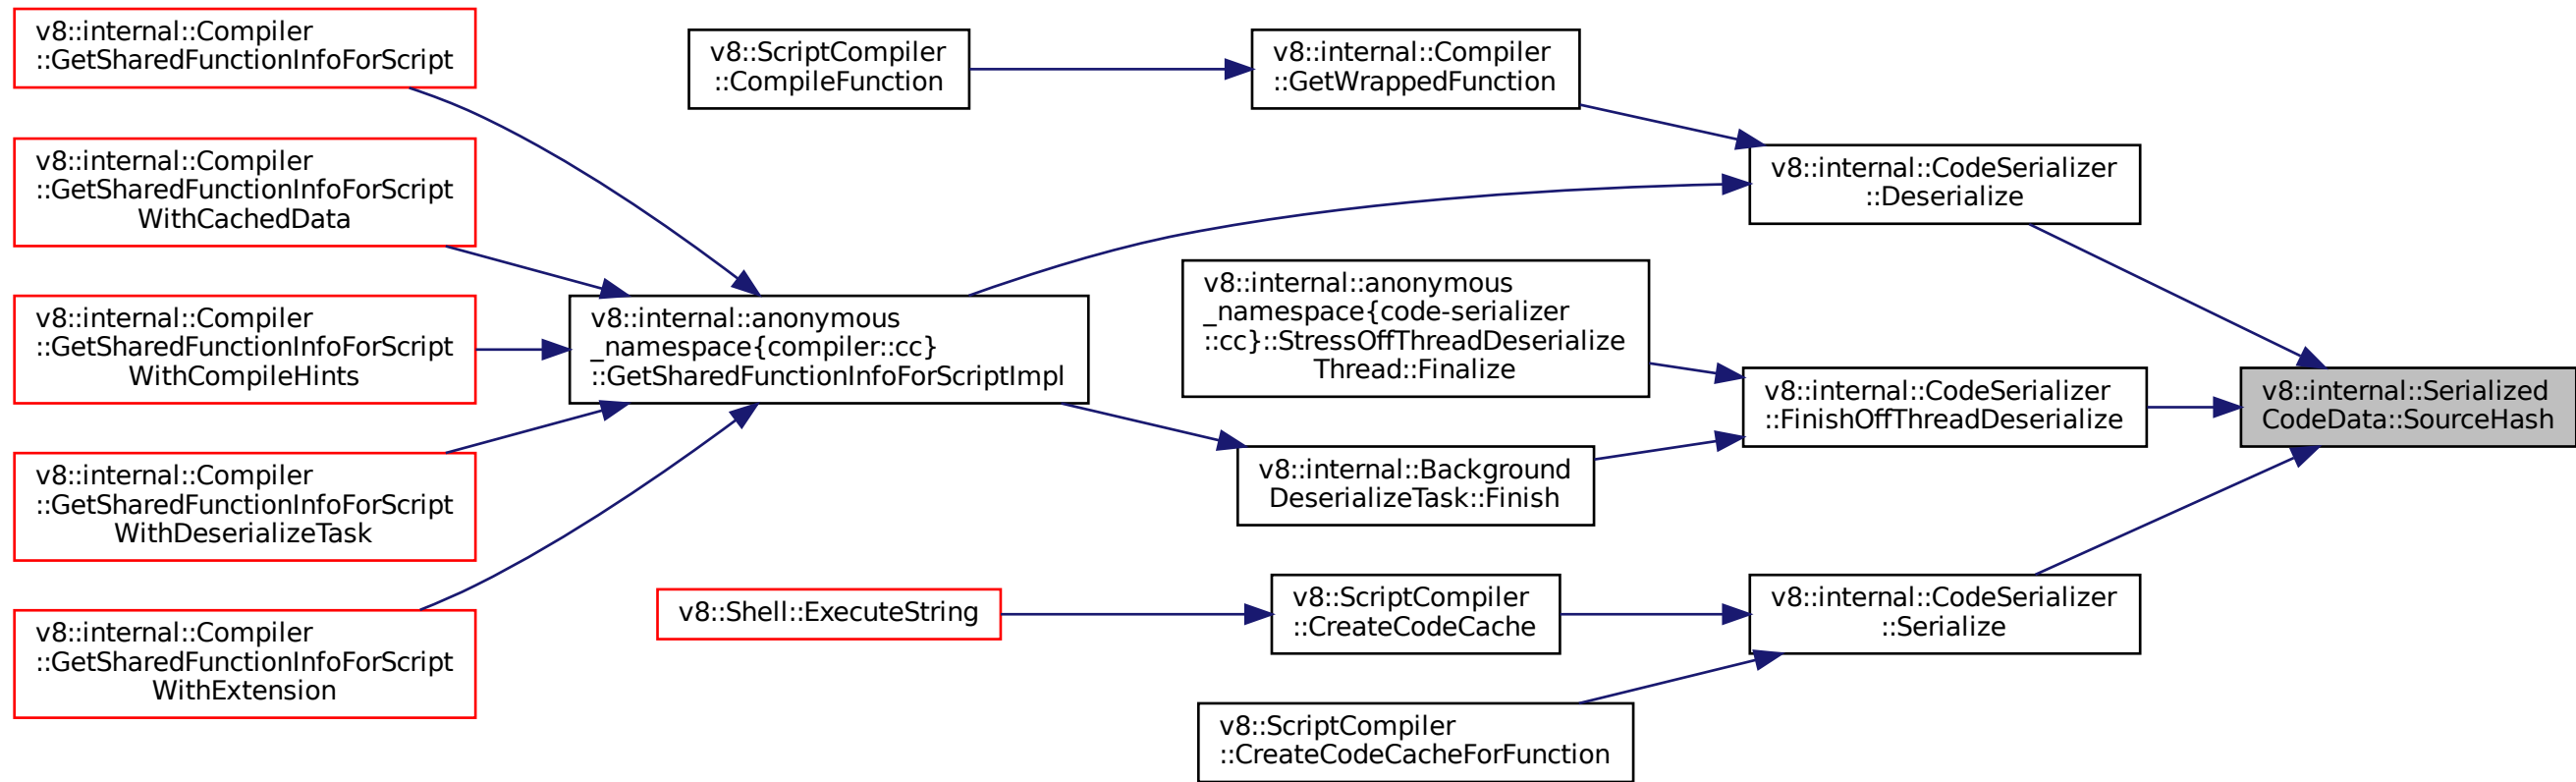 v8::internal::Compiler
::GetSharedFunctionInfoForScript
v8::internal::Compiler
::GetSharedFunctionInfoForScript
WithCachedData
v8::internal::Compiler
::GetSharedFunctionInfoForScript
WithCompileHints
v8::internal::Compiler
::GetSharedFunctionInfoForScript
WithDeserializeTask
v8::internal::Compiler
::GetSharedFunctionInfoForScript
WithExtension
v8::ScriptCompiler
::CompileFunction
v8::internal::anonymous
_namespace{compiler::cc}
::GetSharedFunctionInfoForScriptImpl
v8::Shell::ExecuteString
v8::internal::Compiler
::GetWrappedFunction
v8::internal::anonymous
_namespace{code-serializer
::cc}::StressOffThreadDeserialize
Thread::Finalize
v8::internal::Background
DeserializeTask::Finish
v8::ScriptCompiler
::CreateCodeCache
v8::ScriptCompiler
::CreateCodeCacheForFunction
v8::internal::CodeSerializer
::Deserialize
v8::internal::CodeSerializer
::FinishOffThreadDeserialize
v8::internal::CodeSerializer
::Serialize
v8::internal::Serialized
CodeData::SourceHash